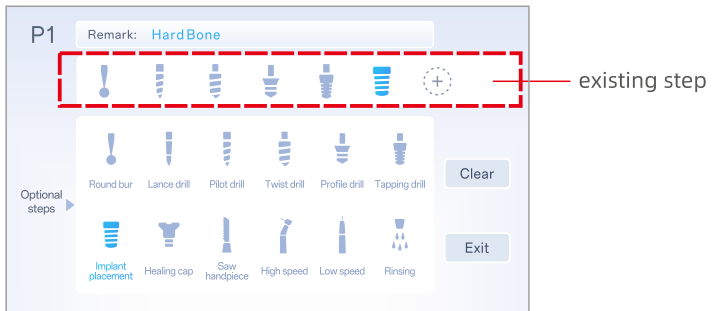 P1
Remark: HardBone
existing step
Optional
steps
Round bur
Lance drill
Pilot drill
Twist drill
Profile drill
Tapping drill
Clear
Implant
placement
Healing cap
Saw
handpiece
High speed
Low speed
Rinsing
Exit